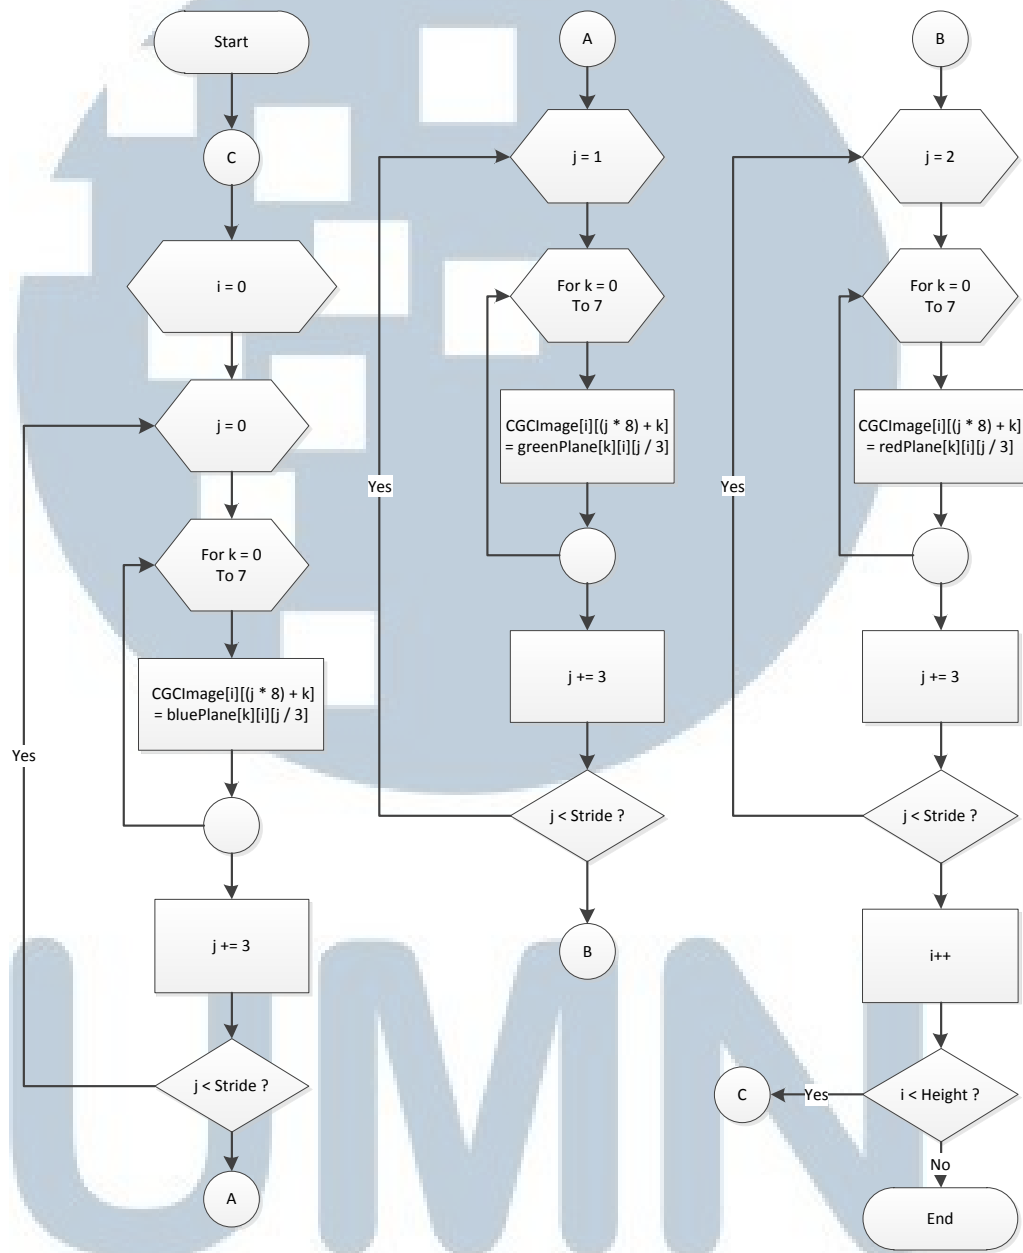 Start
C
i = 0
j = 0
For k = 0
To 7
CGCImage[i][(j * 8) + k]
= bluePlane[k][i][j / 3]
Yes
j += 3
j < Stride ?
A
A
j = 1
For k = 0
To 7
CGCImage[i][(j * 8) + k]
= greenPlane[k][i][j / 3]
Yes
j += 3
j < Stride ?
B
B
j = 2
For k = 0
To 7
CGCImage[i][(j * 8) + k]
= redPlane[k][i][j / 3]
Yes
j += 3
j < Stride ?
i++
i < Height ?
Yes
C
No
End
UMN